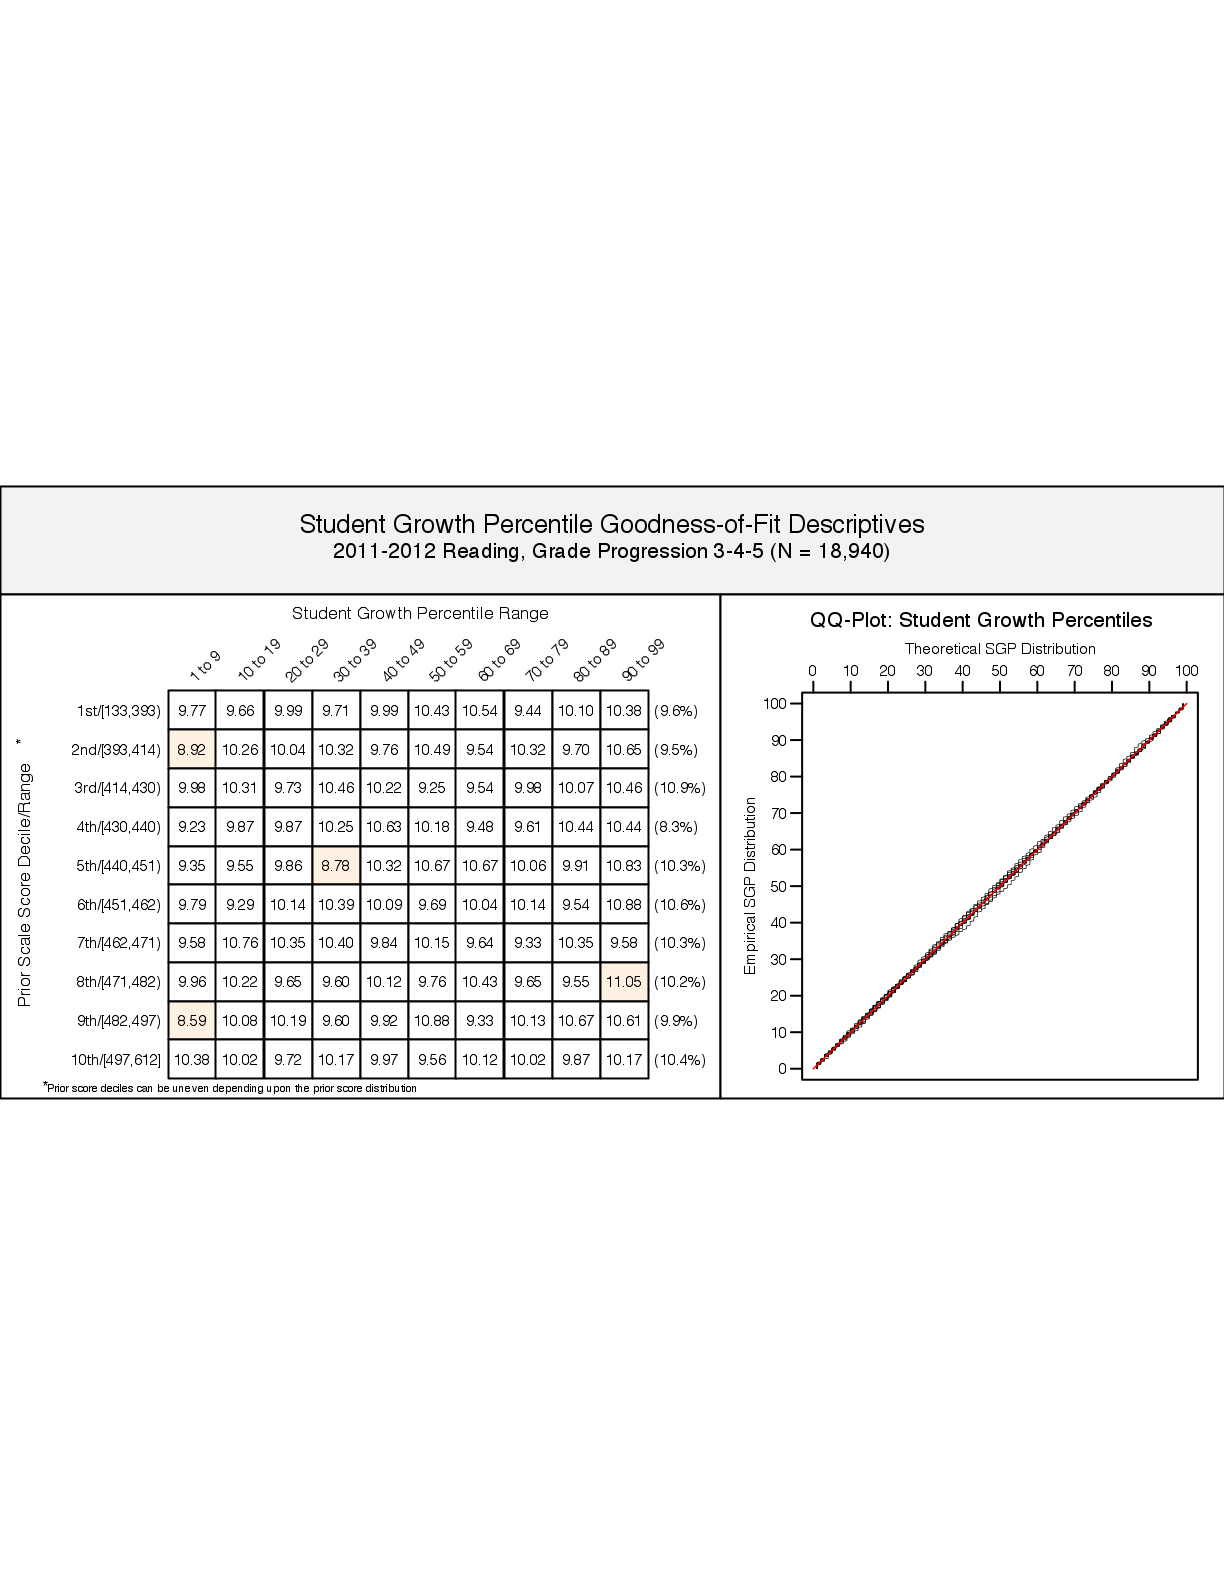 Student Growth Percentile Goodness-of-Fit Descriptives
2011-2012 Reading, Grade Progression 3-4-5 (N = 18,940)
Student Growth Percentile Range
1 to 9 10 to 19 20 to 29 30 to 39 40 to 49 50 to 59 60 to 69 70 to 79 80 to 89 90 to 99
Prior Scale Score Decile/Range *
1st/[133,393) 9.77 9.66 9.99 9.71 9.99 10.43 10.54 9.44 10.10 10.38 (9.6%)
2nd/[393,414) 8.92 10.26 10.04 10.32 9.76 10.49 9.54 10.32 9.70 10.65 (9.5%)
3rd/[414,430) 9.98 10.31 9.73 10.46 10.22 9.25 9.54 9.98 10.07 10.46 (10.9%)
4th/[430,440) 9.23 9.87 9.87 10.25 10.63 10.18 9.48 9.61 10.44 10.44 (8.3%)
5th/[440,451) 9.35 9.55 9.86 8.78 10.32 10.67 10.67 10.06 9.91 10.83 (10.3%)
6th/[451,462) 9.79 9.29 10.14 10.39 10.09 9.69 10.04 10.14 9.54 10.88 (10.6%)
7th/[462,471) 9.58 10.76 10.35 10.40 9.84 10.15 9.64 9.33 10.35 9.58 (10.3%)
8th/[471,482) 9.96 10.22 9.65 9.60 10.12 9.76 10.43 9.65 9.55 11.05 (10.2%)
9th/[482,497) 8.59 10.08 10.19 9.60 9.92 10.88 9.33 10.13 10.67 10.61 (9.9%)
10th/[497,612] 10.38 10.02 9.72 10.17 9.97 9.56 10.12 10.02 9.87 10.17 (10.4%)
*Prior score deciles can be uneven depending upon the prior score distribution
QQ-Plot: Student Growth Percentiles
Theoretical SGP Distribution
0 10 20 30 40 50 60 70 80 90 100
Empirical SGP Distribution
100
90
80
70
60
50
40
30
20
10
0